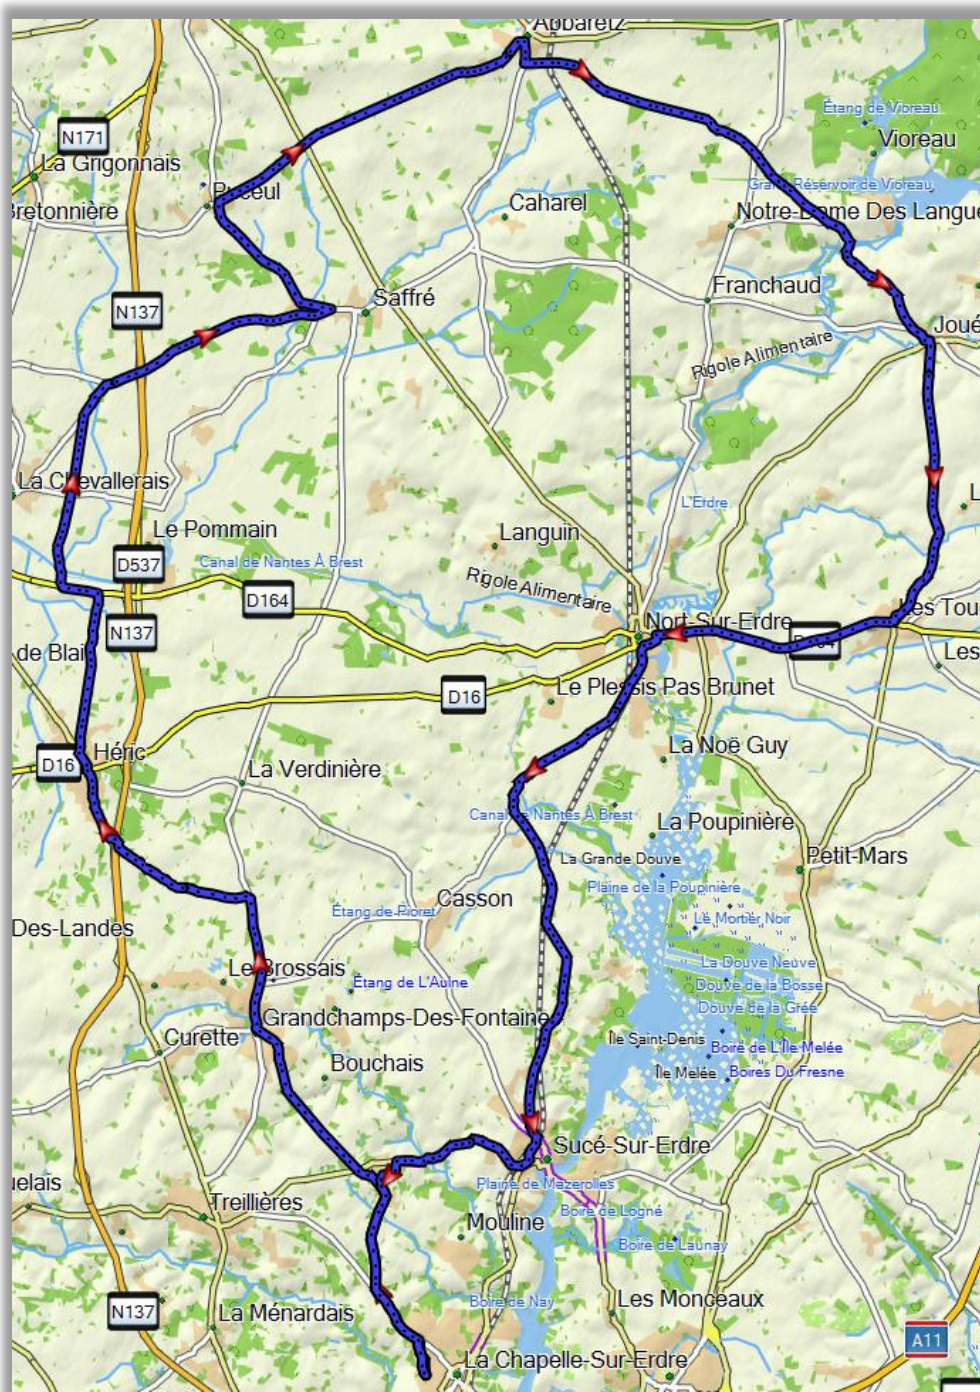 Abbaretz
Étang de Vioreau
N171
Vioreau
La Grigonnais
Puceul
Grand Réservoir de Vioreau
Bretonnière
Caharel
Notre-Dame Des Langue
Franchaud
Saffré
N137
Joué
Rigole Alimentaire
La Chevallerais
L'Erdre
Le Pommain
Languin
Canal de Nantes À Brest
D537
Rigole Alimentaire
D164
Les Tou
Nort-Sur-Erdre
N137
de Blai
Les
Le Plessis Pas Brunet
D16
La Noë Guy
Héric
D16
La Verdinière
Canal de Nantes À Brest
La Poupinière
La Grande Douve
Petit-Mars
Plaine de la Poupinière
Casson
Étang de Pioret
Le Mortier Noir
Des-Landes
La Douve Neuve
Le Brossais
Étang de L'Aulne
Douve de la Bosse
Douve de la Grée
Grandchamps-Des-Fontaine
Curette
Île Saint-Denis
Boire de L'Île Melée
Bouchais
Île Melée
Boires Du Fresne
Sucé-Sur-Erdre
uelais
Plaine de Mazerolles
Treillières
Boire de Logné
Mouline
Boire de Launay
Boire de Nay
Les Monceaux
N137
La Ménardais
A11
La Chapelle-Sur-Erdre